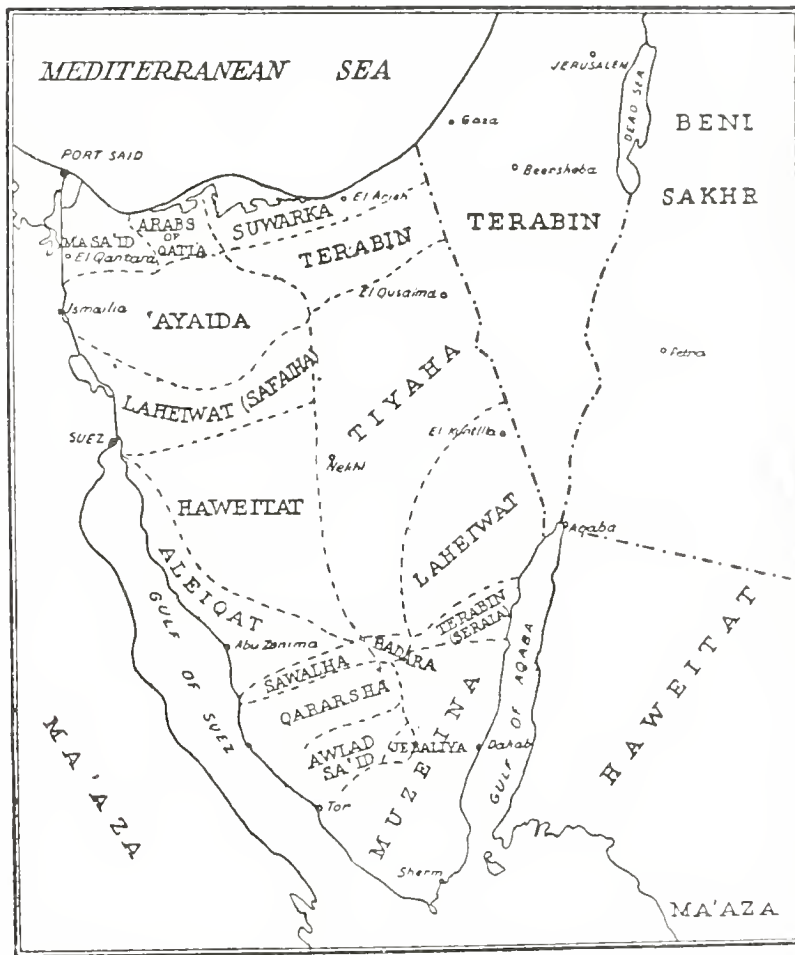 MEDITERRANEAN SEA
JERUSALEM
DEAD SEA
BENI
SAKHR
Gaza
Beersheba
PORT SAID
TERABIN
El Arish
SUWARKA
ARABS
OF
QATIA
MASA'ID
El Qantara
TERABIN
El Qusaima
Ismailia
'AYAIDA
Petra
TIYAHA
LAHEIWAT (SAFAIHA)
SUEZ
El Kuntilla
Nekhl
HAWEITAT
LAHEIWAT
Aqaba
ALEIQAT
TERABIN
(SERAIA)
GULF OF SUEZ
Abu Zenima
BADARA
SAWALHA
QARARSHA
GULF OF AQABA
HAWEITAT
MUZEINA
AWLAD
SA'ID
JEBALIYA
Dahab
MA'AZA
Tor
Sherm
MA'AZA